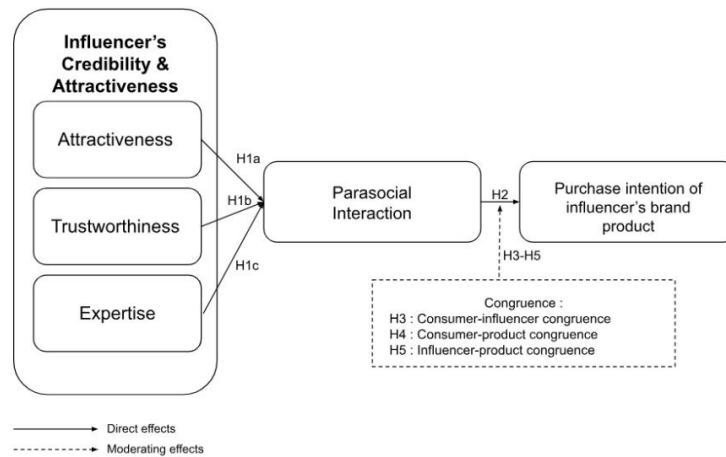 Influencer's
Credibility &
Attractiveness
Attractiveness
Trustworthiness
Expertise
H1a
H1b
H1c
Parasocial
Interaction
H2
Purchase intention of
influencer's brand
product
H3-H5
Congruence :
H3 : Consumer-influencer congruence
H4 : Consumer-product congruence
H5 : Influencer-product congruence
Direct effects
Moderating effects